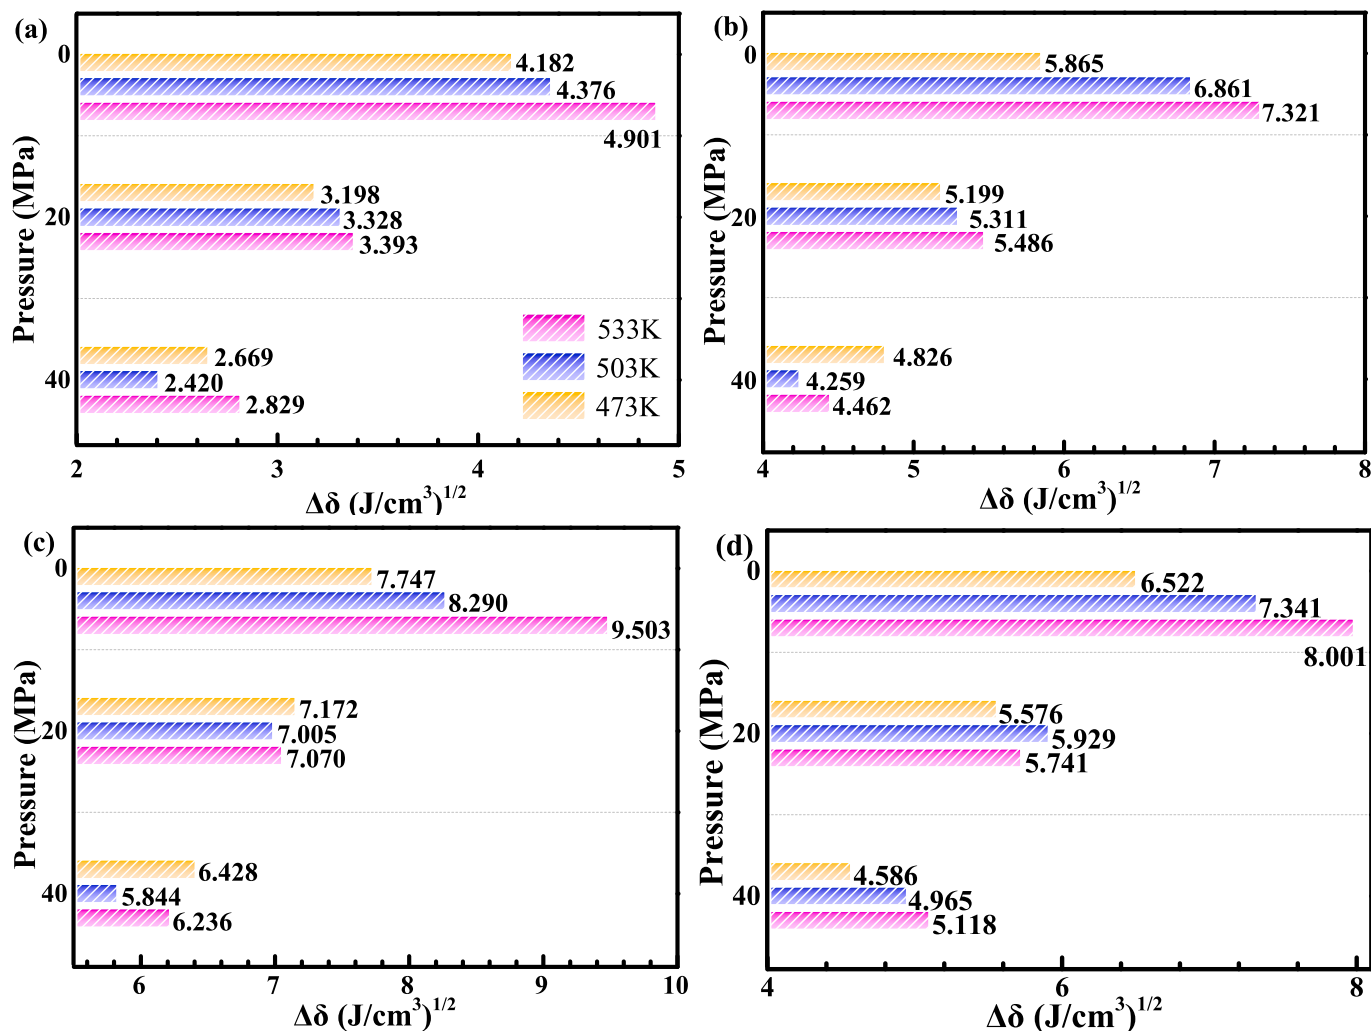 (a)
0
4.182
4.376
4.901
Pressure (MPa)
20
3.198
3.328
3.393
533K
503K
473K
40
2.669
2.420
2.829
2 3 4 5
Δδ (J/cm³)¹/²
(b)
0
5.865
6.861
7.321
Pressure (MPa)
20
5.199
5.311
5.486
40
4.826
4.259
4.462
4 5 6 7 8
Δδ (J/cm³)¹/²
(c)
0
7.747
8.290
9.503
Pressure (MPa)
20
7.172
7.005
7.070
40
6.428
5.844
6.236
6 7 8 9 10
Δδ (J/cm³)¹/²
(d)
0
6.522
7.341
8.001
Pressure (MPa)
20
5.576
5.929
5.741
40
4.586
4.965
5.118
4 6 8
Δδ (J/cm³)¹/²